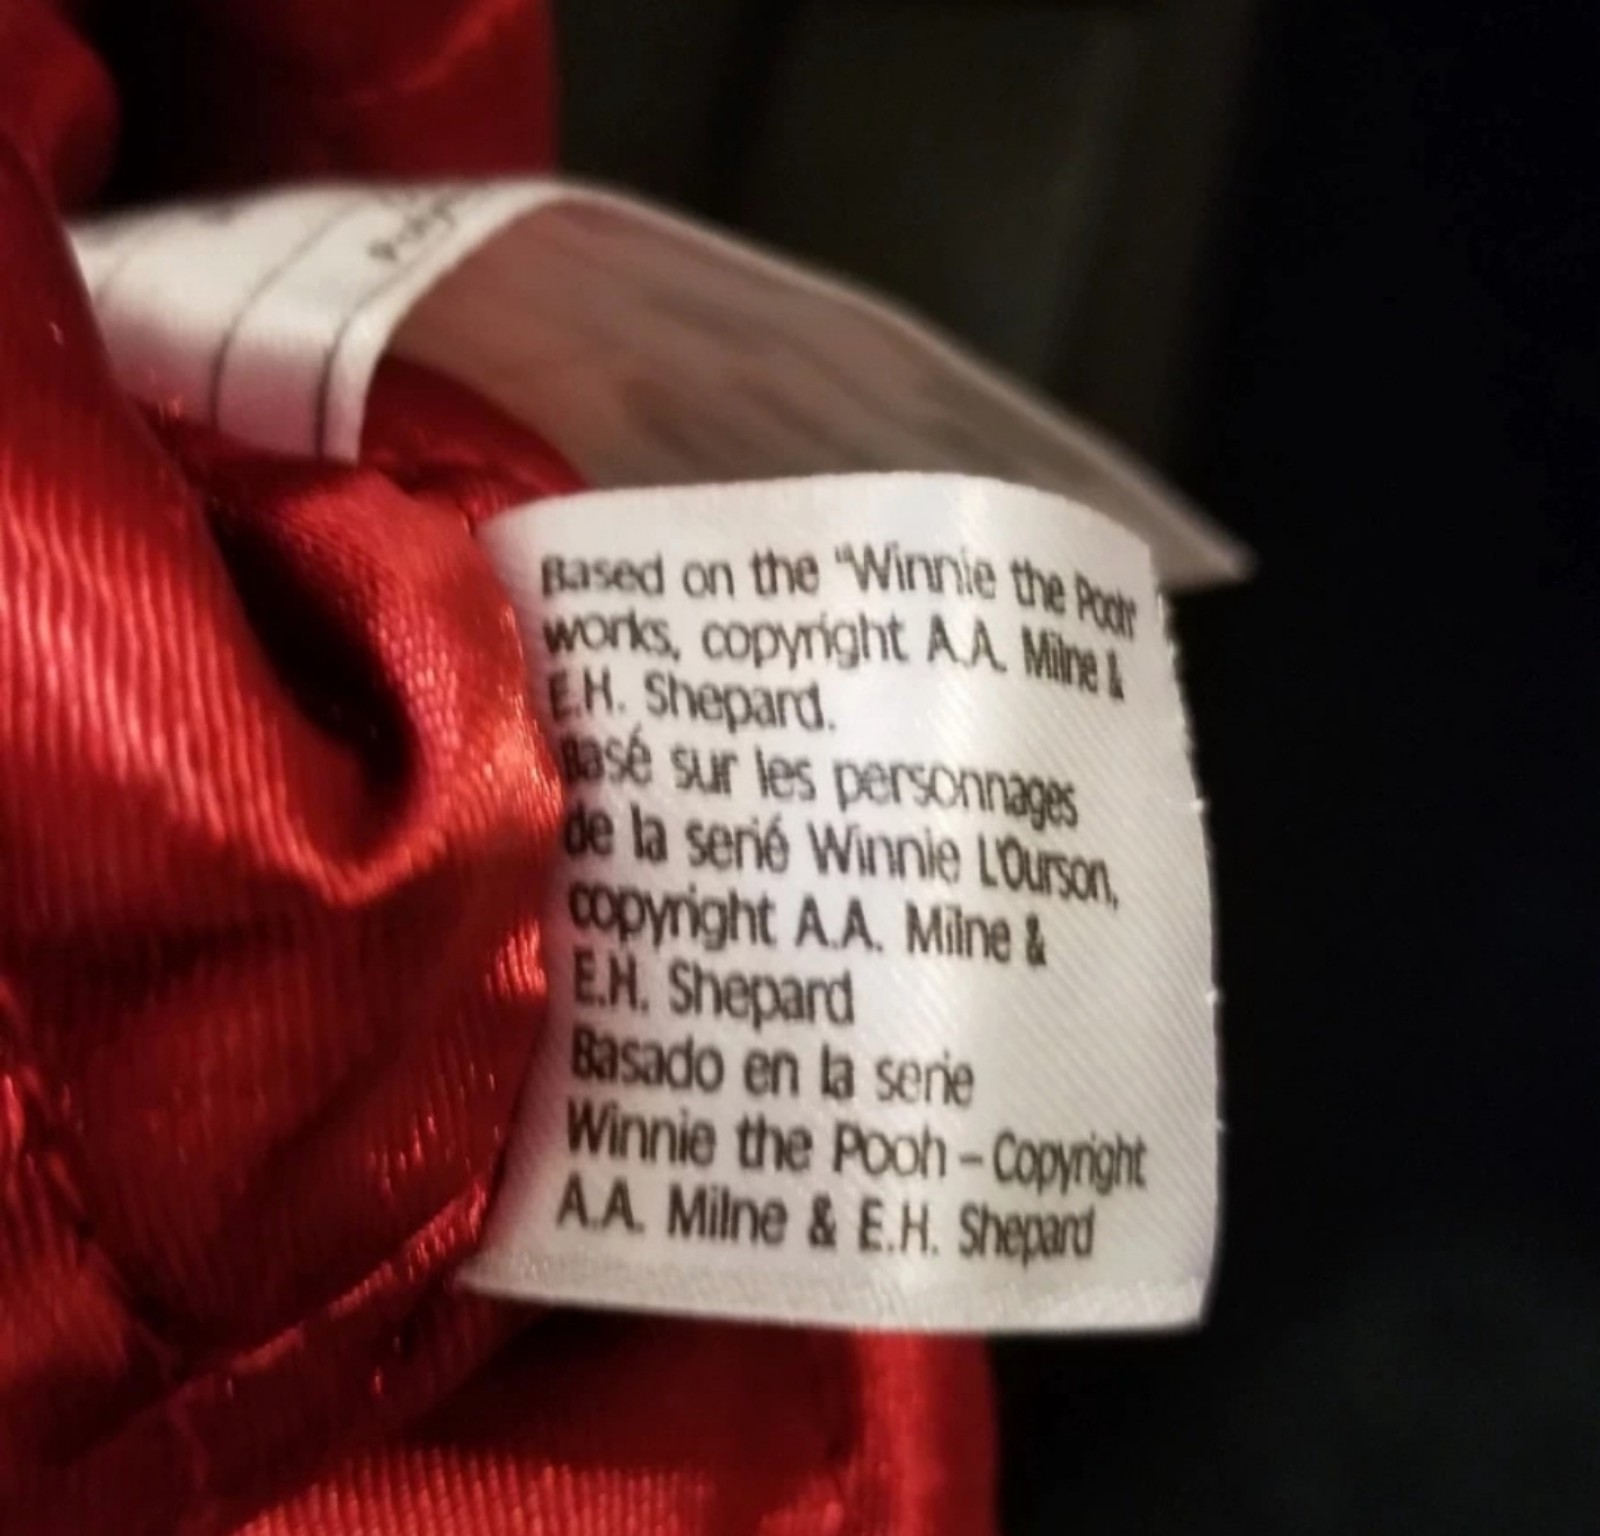 Based on the "Winnie the Pooh"
works, copyright A.A. Milne &
E.H. Shepard.
Basé sur les personnages
de la serié Winnie L'Ourson,
copyright A.A. Milne &
E.H. Shepard
Basado en la serie
Winnie the Pooh – Copyright
A.A. Milne & E.H. Shepard